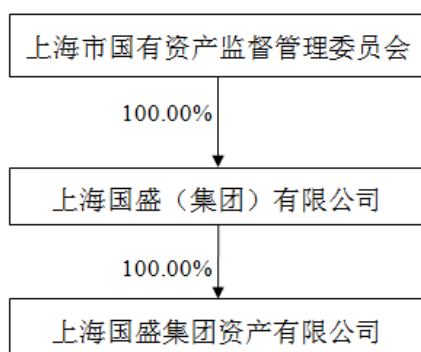 上海市国有资产监督管理委员会
100.00%
上海国盛（集团）有限公司
100.00%
上海国盛集团资产有限公司